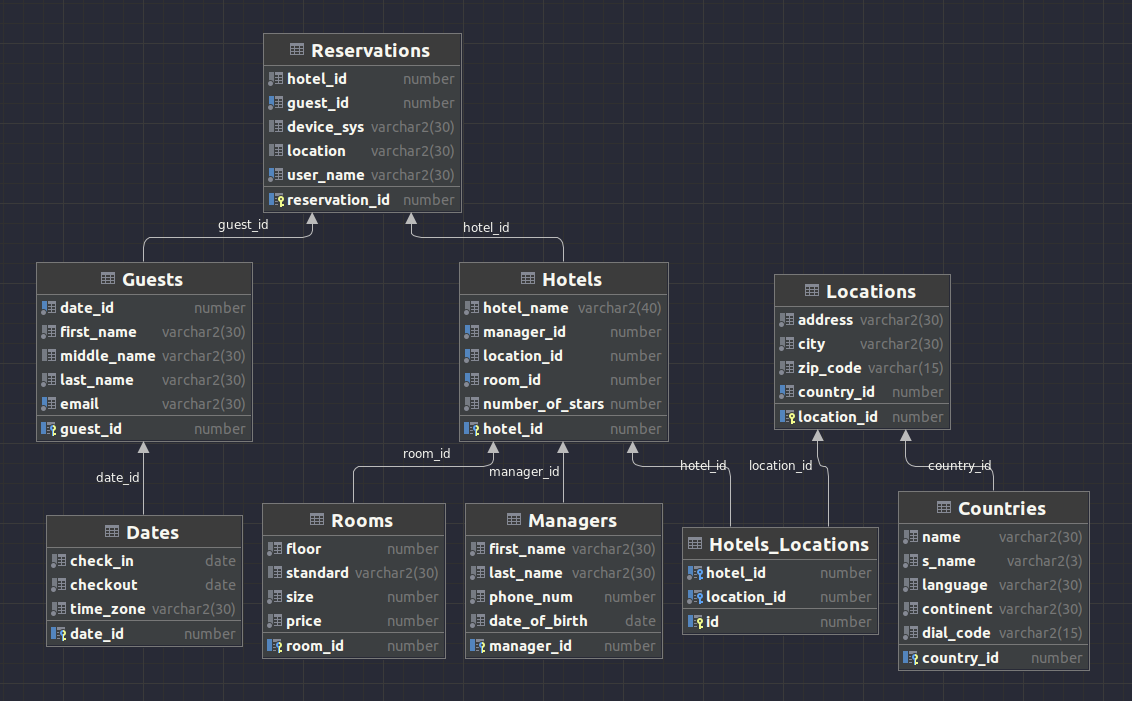 Reservations
hotel_id number
guest_id number
device_sys varchar2(30)
location varchar2(30)
user_name varchar2(30)
reservation_id number
guest_id
hotel_id
Guests
date_id number
first_name varchar2(30)
middle_name varchar2(30)
last_name varchar2(30)
email varchar2(30)
guest_id number
Hotels
hotel_name varchar2(40)
manager_id number
location_id number
room_id number
number_of_stars number
hotel_id number
Locations
address varchar2(30)
city varchar2(30)
zip_code varchar(15)
country_id number
location_id number
date_id
room_id
manager_id
hotel_id
location_id
country_id
Dates
check_in date
checkout date
time_zone varchar2(30)
date_id number
Rooms
floor number
standard varchar2(30)
size number
price number
room_id number
Managers
first_name varchar2(30)
last_name varchar2(30)
phone_num number
date_of_birth date
manager_id number
Hotels_Locations
hotel_id number
location_id number
id number
Countries
name varchar2(30)
s_name varchar2(3)
language varchar2(30)
continent varchar2(30)
dial_code varchar2(15)
country_id number